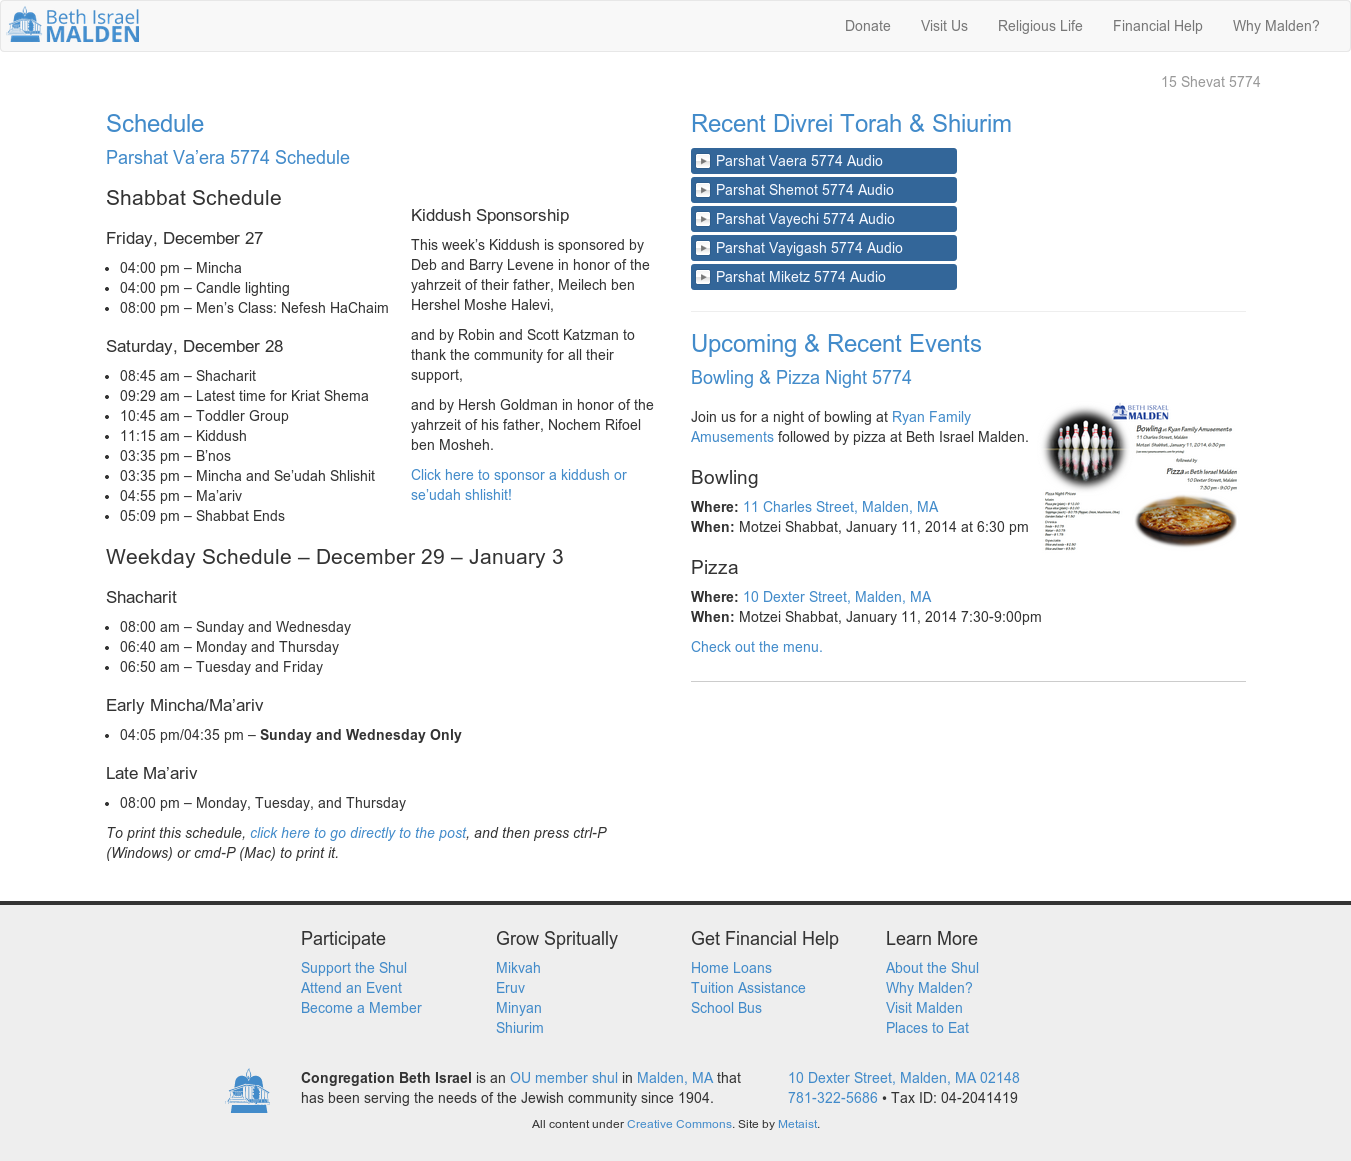 Beth Israel
MALDEN
Donate
Visit Us
Religious Life
Financial Help
Why Malden?
15 Shevat 5774
Schedule
Parshat Va’era 5774 Schedule
Shabbat Schedule
Friday, December 27
04:00 pm – Mincha
04:00 pm – Candle lighting
08:00 pm – Men’s Class: Nefesh HaChaim
Saturday, December 28
08:45 am – Shacharit
09:29 am – Latest time for Kriat Shema
10:45 am – Toddler Group
11:15 am – Kiddush
03:35 pm – B’nos
03:35 pm – Mincha and Se’udah Shlishit
04:55 pm – Ma’ariv
05:09 pm – Shabbat Ends
Kiddush Sponsorship
This week’s Kiddush is sponsored by
Deb and Barry Levene in honor of the
yahrzeit of their father, Meilech ben
Hershel Moshe Halevi,
and by Robin and Scott Katzman to
thank the community for all their
support,
and by Hersh Goldman in honor of the
yahrzeit of his father, Nochem Rifoel
ben Mosheh.
Click here to sponsor a kiddush or
se’udah shlishit!
Weekday Schedule – December 29 – January 3
Shacharit
08:00 am – Sunday and Wednesday
06:40 am – Monday and Thursday
06:50 am – Tuesday and Friday
Early Mincha/Ma’ariv
04:05 pm/04:35 pm – Sunday and Wednesday Only
Late Ma’ariv
08:00 pm – Monday, Tuesday, and Thursday
To print this schedule, click here to go directly to the post, and then press ctrl-P
(Windows) or cmd-P (Mac) to print it.
Recent Divrei Torah & Shiurim
Parshat Vaera 5774 Audio
Parshat Shemot 5774 Audio
Parshat Vayechi 5774 Audio
Parshat Vayigash 5774 Audio
Parshat Miketz 5774 Audio
Upcoming & Recent Events
Bowling & Pizza Night 5774
Join us for a night of bowling at Ryan Family
Amusements followed by pizza at Beth Israel Malden.
Bowling
Where: 11 Charles Street, Malden, MA
When: Motzei Shabbat, January 11, 2014 at 6:30 pm
Pizza
Where: 10 Dexter Street, Malden, MA
When: Motzei Shabbat, January 11, 2014 7:30-9:00pm
Check out the menu.
BETH ISRAEL
MALDEN
Bowling at Ryan Family Amusements
11 Charles Street, Malden
Motzei Shabbat, January 11, 2014, 6:30 pm
followed by
Pizza at Beth Israel Malden
10 Dexter Street, Malden
7:30 pm - 9:00 pm
Pizza Night Prices
Participate
Support the Shul
Attend an Event
Become a Member
Grow Spritually
Mikvah
Eruv
Minyan
Shiurim
Get Financial Help
Home Loans
Tuition Assistance
School Bus
Learn More
About the Shul
Why Malden?
Visit Malden
Places to Eat
Congregation Beth Israel is an OU member shul in Malden, MA that
has been serving the needs of the Jewish community since 1904.
10 Dexter Street, Malden, MA 02148
781-322-5686 • Tax ID: 04-2041419
All content under Creative Commons. Site by Metaist.